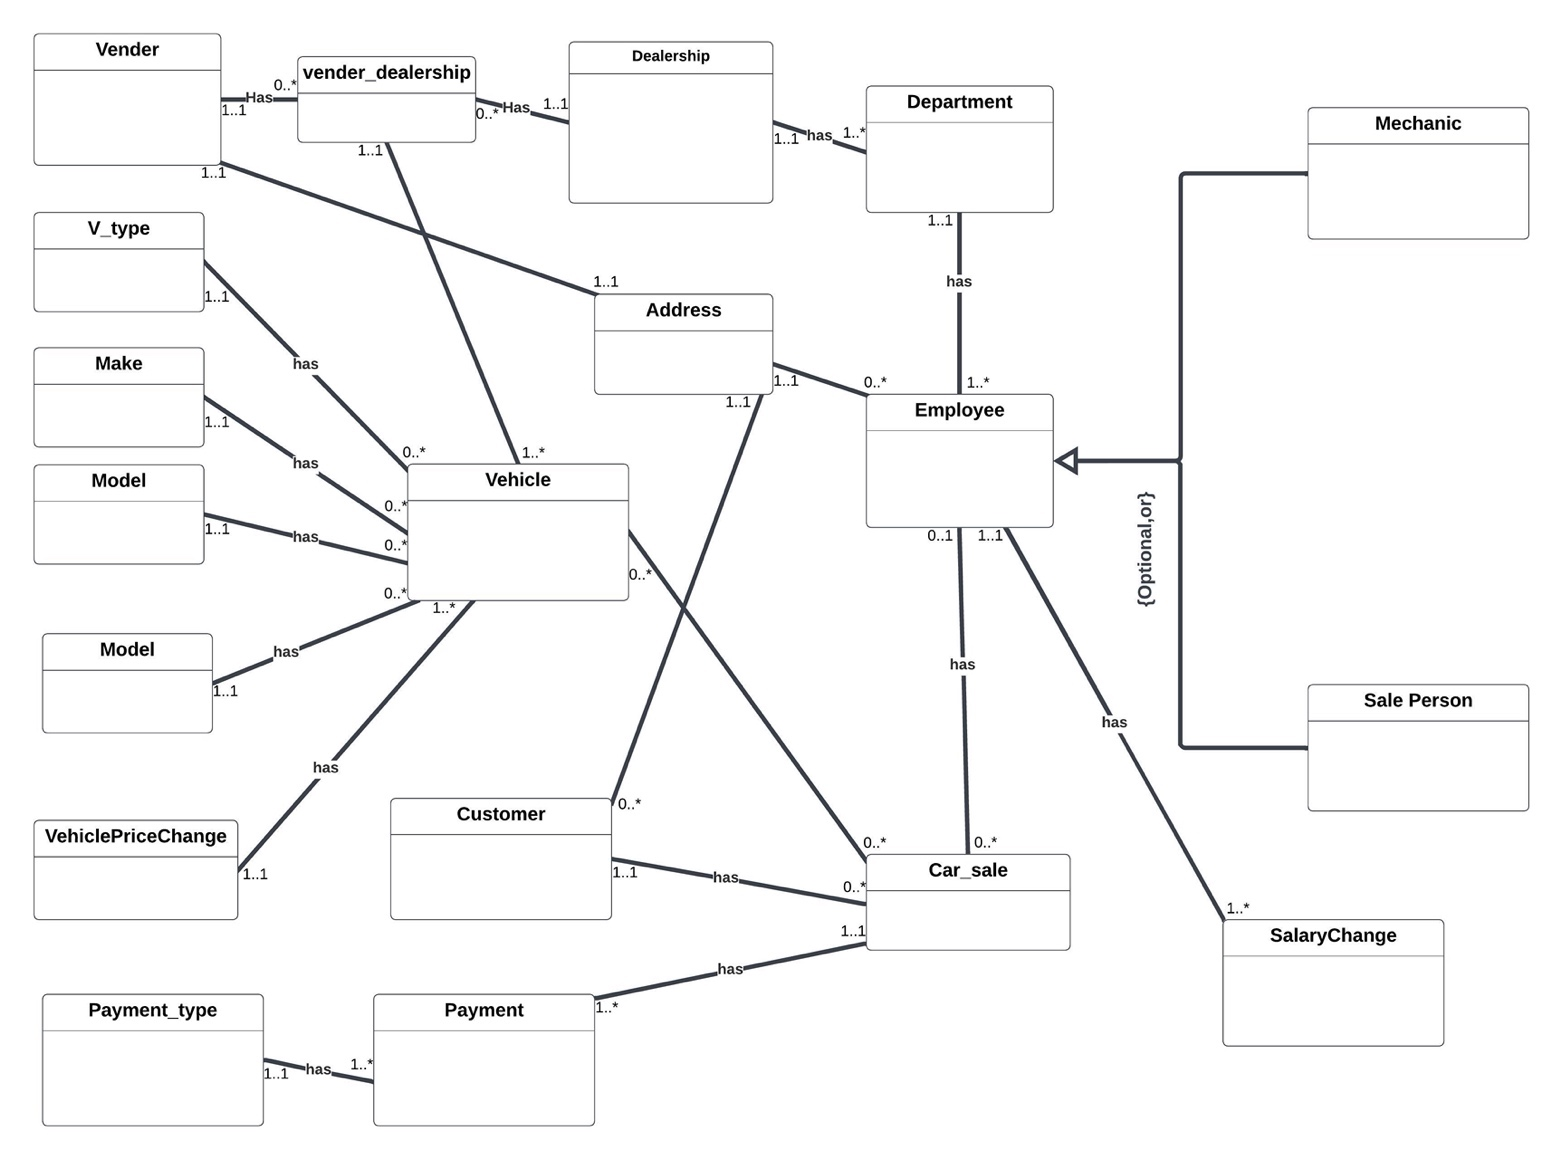 Vender
vender_dealership
Dealership
Department
Mechanic
Has
0..*
1..1
Has
0..*
1..1
has
1..1
1..*
1..1
1..1
1..1
V_type
1..1
1..1
Address
has
Make
1..1
has
1..1
0..*
1..*
Employee
1..1
1..1
has
0..*
1..*
Model
Vehicle
1..1
has
0..*
0..*
0..*
0..*
1..*
0..1
1..1
{Optional,or}
Model
has
1..1
has
has
has
Sale Person
VehiclePriceChange
1..1
Customer
0..*
1..1
has
0..*
0..*
0..*
Car_sale
1..1
has
1..*
1..*
SalaryChange
Payment_type
Payment
1..1
has
1..*